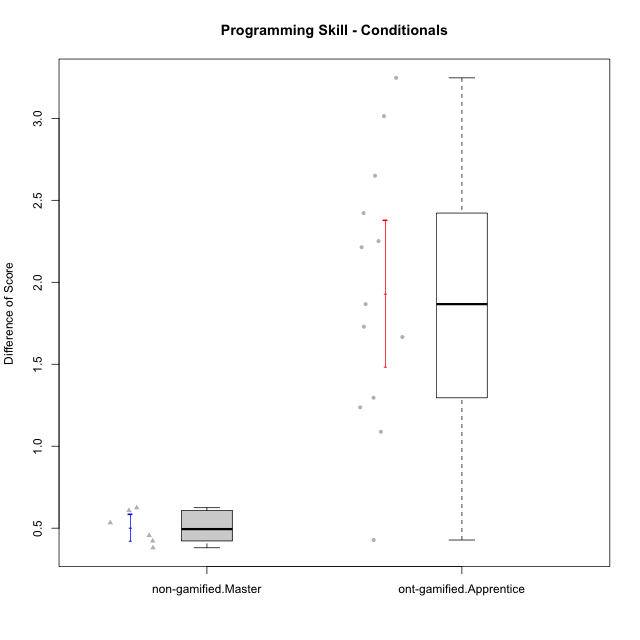 Programming Skill - Conditionals
Difference of Score
3.0
2.5
2.0
1.5
1.0
0.5
non-gamified.Master
ont-gamified.Apprentice